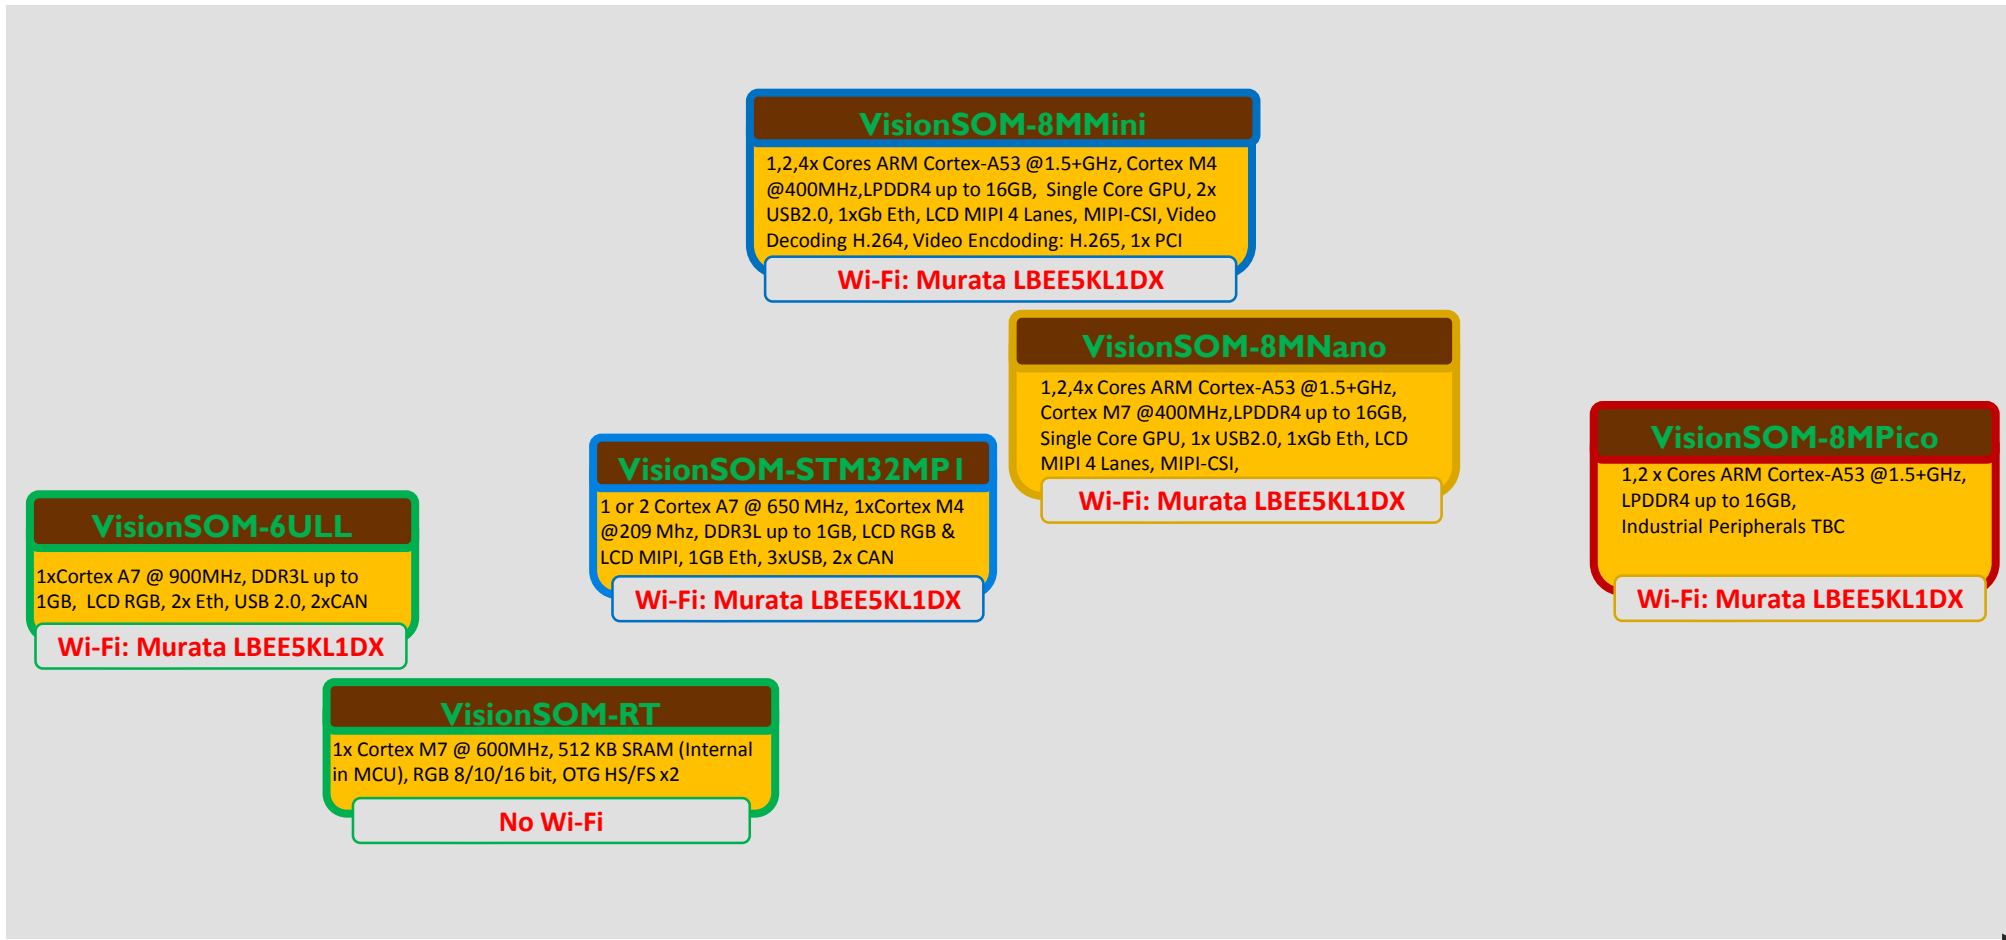 VisionSOM-8MMini
1,2,4x Cores ARM Cortex-A53 @1.5+GHz, Cortex M4
@400MHz,LPDDR4 up to 16GB, Single Core GPU, 2x
USB2.0, 1xGb Eth, LCD MIPI 4 Lanes, MIPI-CSI, Video
Decoding H.264, Video Encdoding: H.265, 1x PCI
Wi-Fi: Murata LBEE5KL1DX
VisionSOM-8MNano
1,2,4x Cores ARM Cortex-A53 @1.5+GHz,
Cortex M7 @400MHz,LPDDR4 up to 16GB,
Single Core GPU, 1x USB2.0, 1xGb Eth, LCD
MIPI 4 Lanes, MIPI-CSI,
Wi-Fi: Murata LBEE5KL1DX
VisionSOM-8MPico
1,2 x Cores ARM Cortex-A53 @1.5+GHz,
LPDDR4 up to 16GB,
Industrial Peripherals TBC
Wi-Fi: Murata LBEE5KL1DX
VisionSOM-STM32MP1
1 or 2 Cortex A7 @ 650 MHz, 1xCortex M4
@209 Mhz, DDR3L up to 1GB, LCD RGB &
LCD MIPI, 1GB Eth, 3xUSB, 2x CAN
Wi-Fi: Murata LBEE5KL1DX
VisionSOM-6ULL
1xCortex A7 @ 900MHz, DDR3L up to
1GB, LCD RGB, 2x Eth, USB 2.0, 2xCAN
Wi-Fi: Murata LBEE5KL1DX
VisionSOM-RT
1x Cortex M7 @ 600MHz, 512 KB SRAM (Internal
in MCU), RGB 8/10/16 bit, OTG HS/FS x2
No Wi-Fi